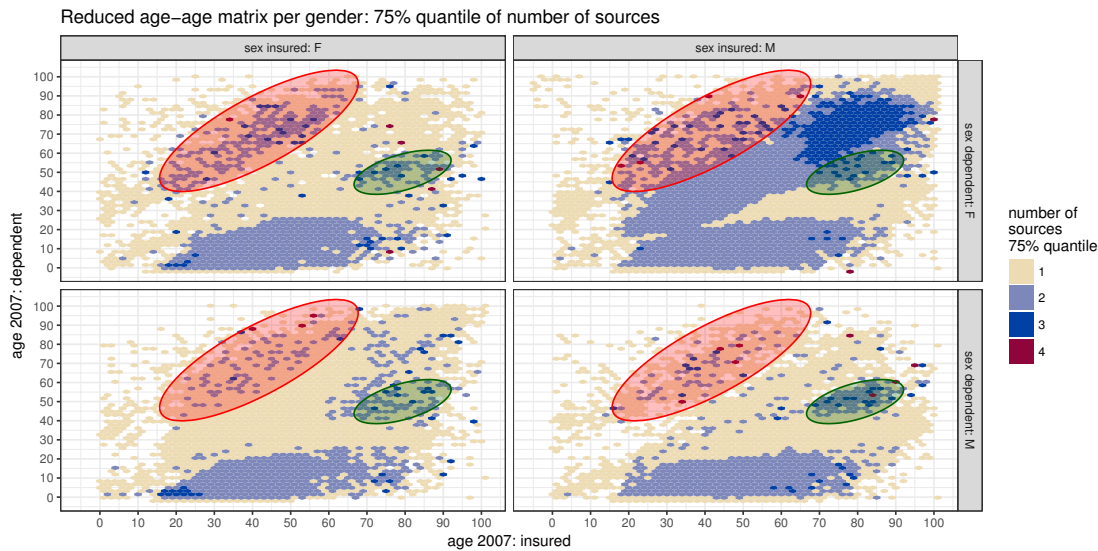 Reduced age−age matrix per gender: 75% quantile of number of sources
sex insured: F
sex insured: M
100
90
80
70
60
50
40
30
20
10
0
sex dependent: F
100
90
80
70
60
50
40
30
20
10
0
sex dependent: M
age 2007: dependent
0 10 20 30 40 50 60 70 80 90 100
0 10 20 30 40 50 60 70 80 90 100
age 2007: insured
number of
sources
75% quantile
1
2
3
4